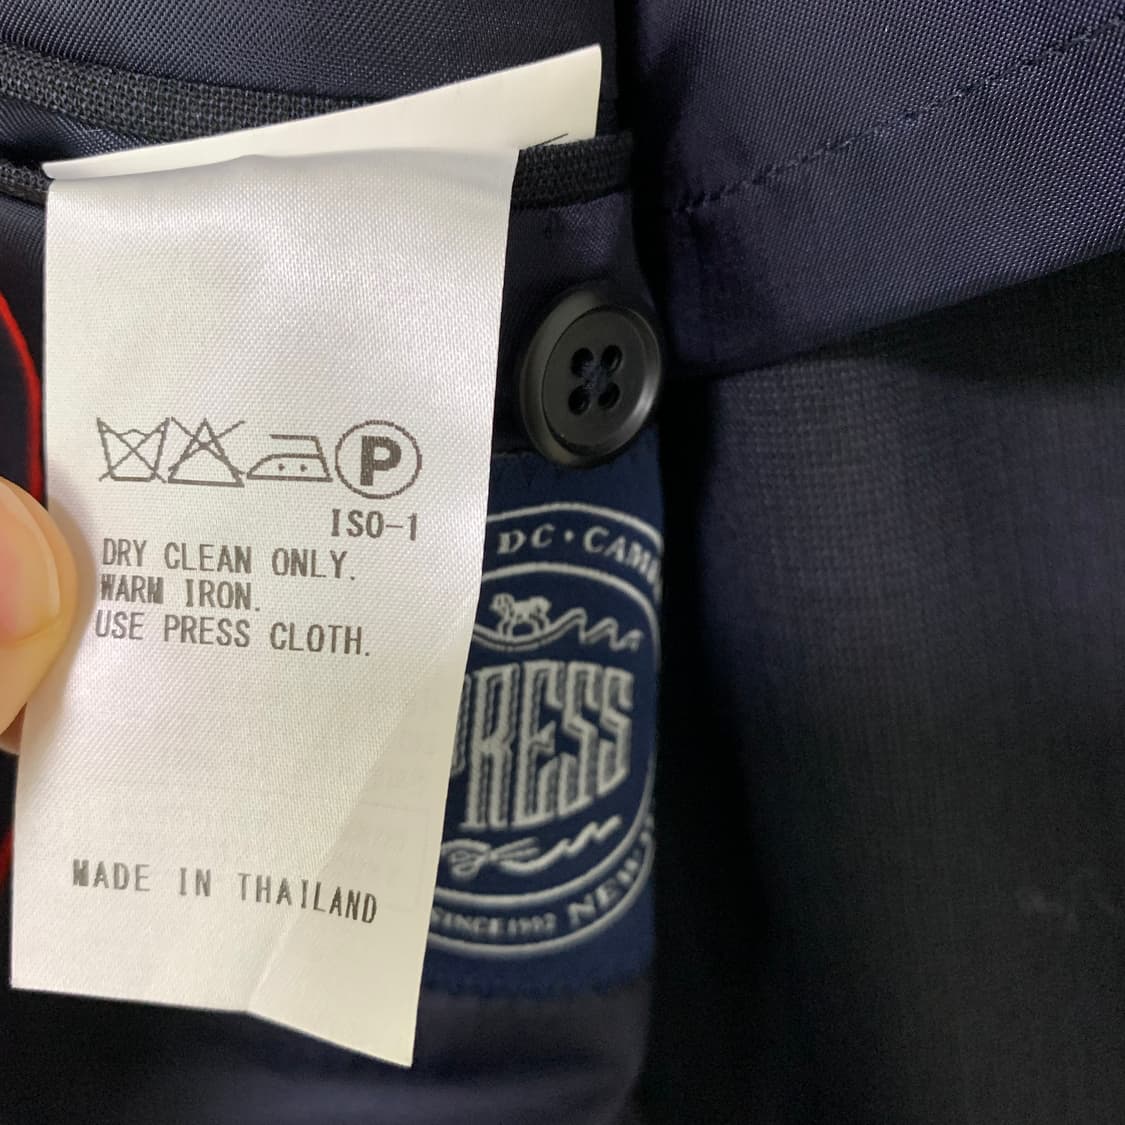 P
ISO-1
DRY CLEAN ONLY.
WARM IRON.
USE PRESS CLOTH.
MADE IN THAILAND
DC · CAMB
PRESS
SINCE 1902 NEW